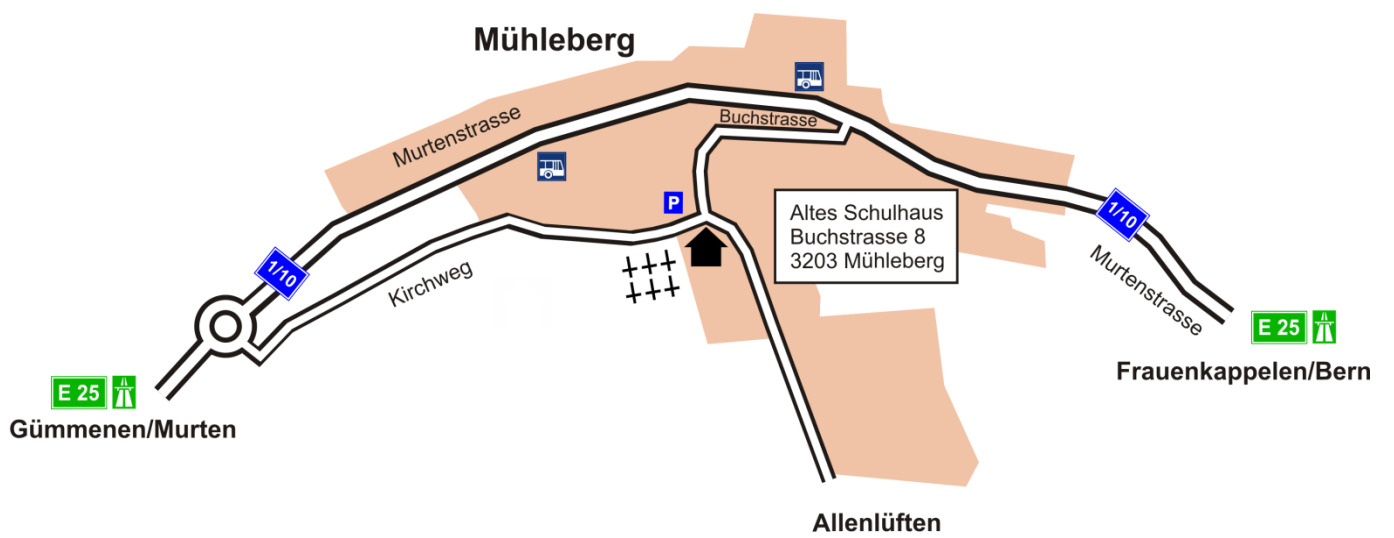 Mühleberg
Murtenstrasse
Buchstrasse
P
Altes Schulhaus
Buchstrasse 8
3203 Mühleberg
1/10
Murtenstrasse
1/10
Kirchweg
E 25
Frauenkappelen/Bern
E 25
Gümmenen/Murten
Allenlüften